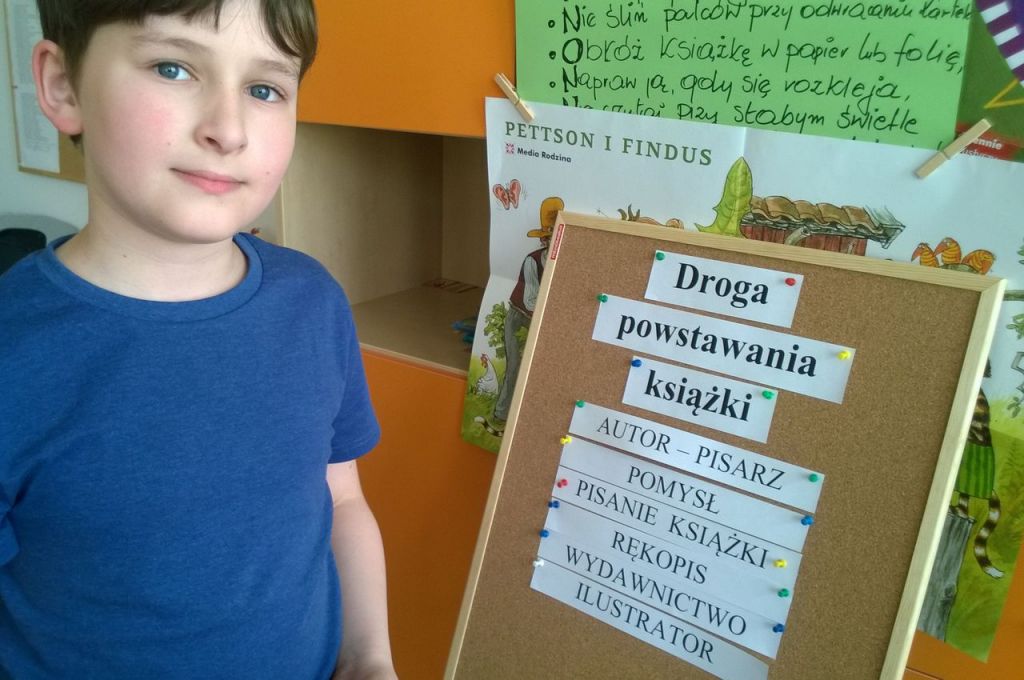 Nie ślin palców przy odwracaniu kartek
Obróż książkę w papier lub folię,
Napraw ją, gdy się rozkleja,
Nie czytaj przy słabym świetle
PETTSON I FINDUS
Media Rodzina
Droga
powstawania
książki
AUTOR – PISARZ
POMYSŁ
PISANIE KSIĄŻKI
RĘKOPIS
WYDAWNICTWO
ILUSTRATOR